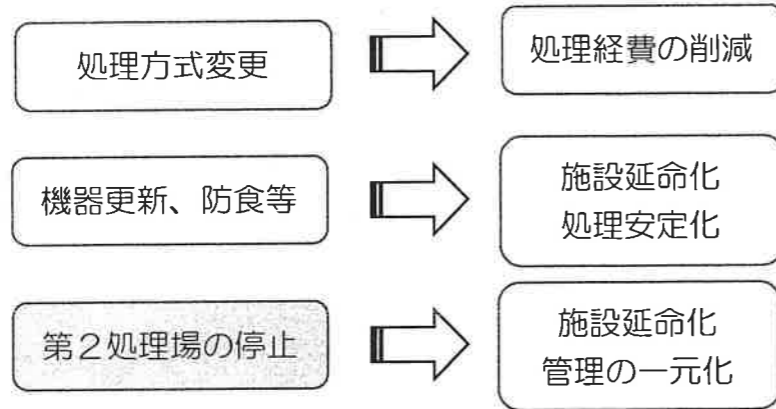 処理方式変更
処理経費の削減
機器更新、防食等
施設延命化
処理安定化
第2処理場の停止
施設延命化
管理の一元化